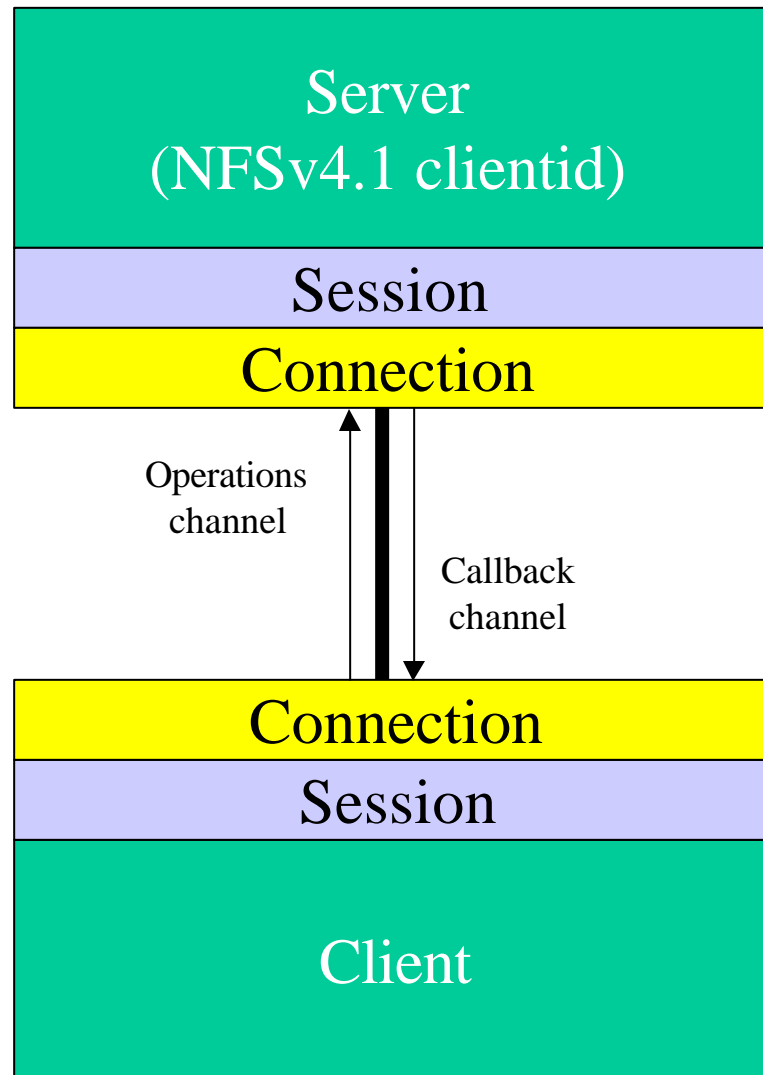 Server
(NFSv4.1 clientid)
Session
Connection
Operations
channel
Callback
channel
Connection
Session
Client